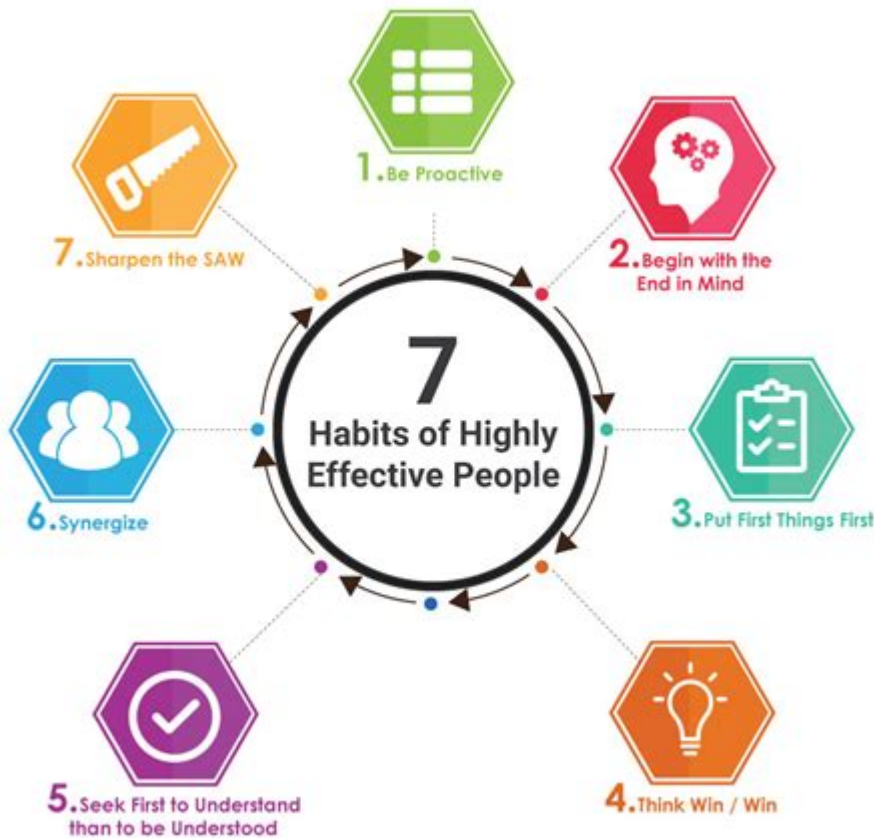 7
Habits of Highly
Effective People
1.Be Proactive
2.Begin with the
End in Mind
3.Put First Things First
4.Think Win / Win
5.Seek First to Understand
than to be Understood
6.Synergize
7.Sharpen the SAW